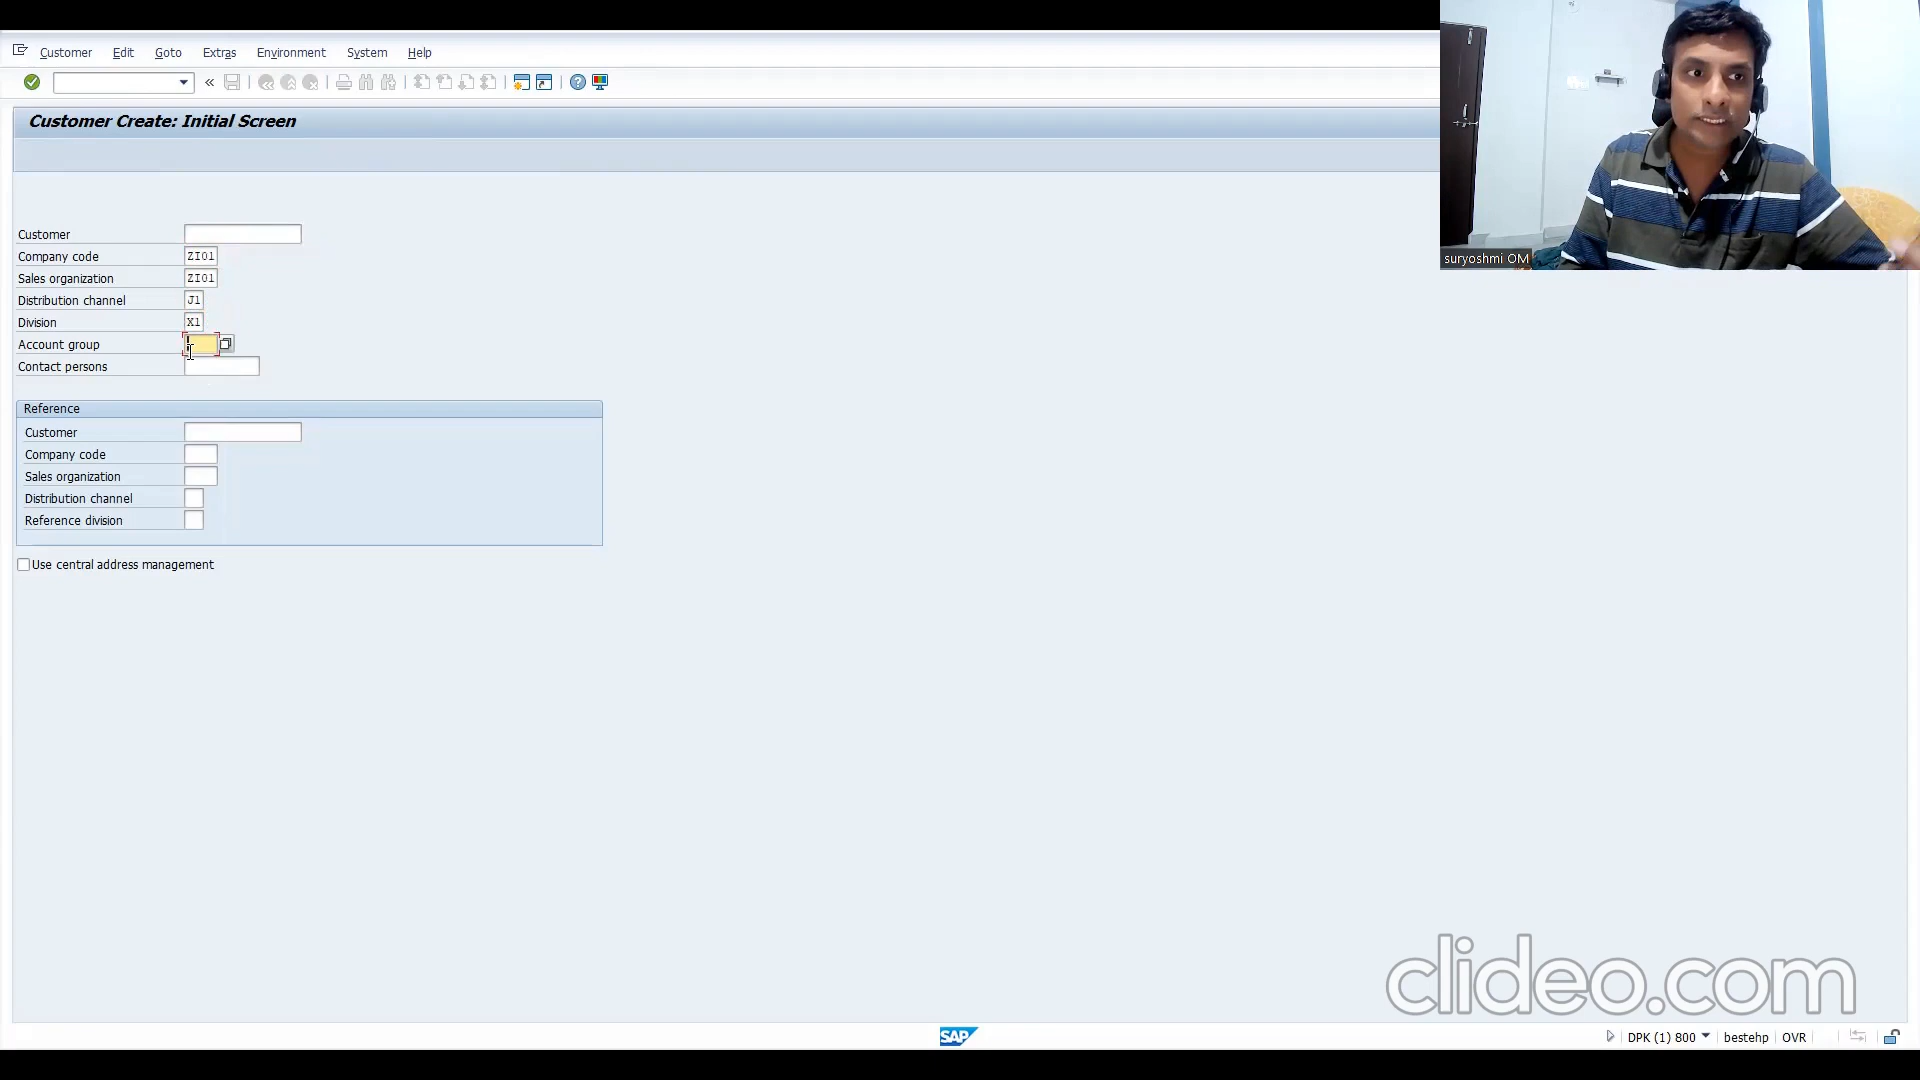 Customer Edit Goto Extras Environment System Help
Customer Create: Initial Screen
Customer
Company code ZI01
Sales organization ZI01
Distribution channel J1
Division X1
Account group
Contact persons
Reference
Customer
Company code
Sales organization
Distribution channel
Reference division
Use central address management
suryoshmi OM
clideo.com
SAP
DPK (1) 800 bestehp OVR